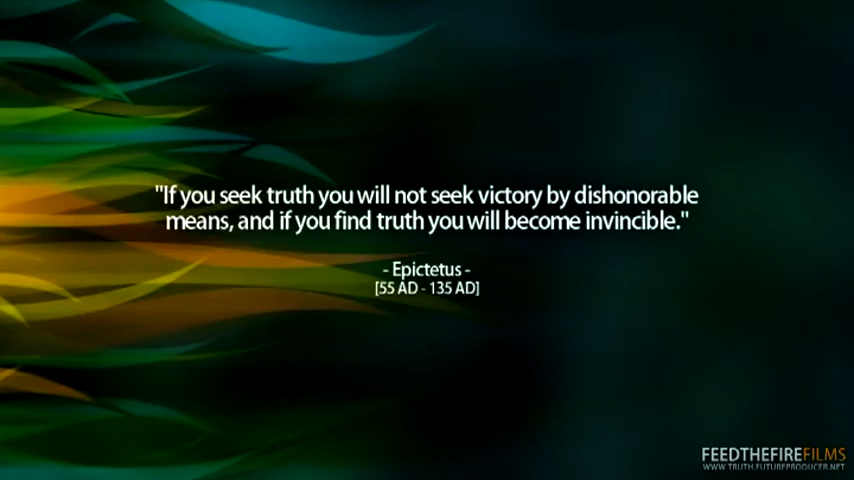 "If you seek truth you will not seek victory by dishonorable
means, and if you find truth you will become invincible."
- Epictetus -
[55 AD - 135 AD]
FEEDTHEFIREFILMS
WWW.TRUTH.FUTUREPRODUCER.NET